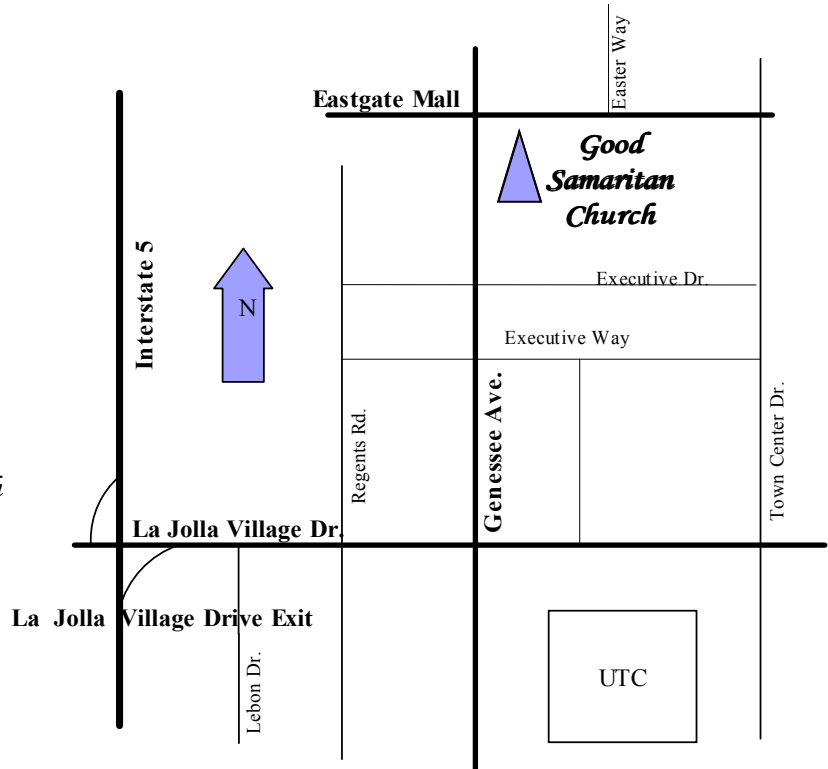 Easter Way
Eastgate Mall
Good
Samaritan
Church
Interstate 5
N
Executive Dr.
Executive Way
Regents Rd.
Genessee Ave.
Town Center Dr.
La Jolla Village Dr.
La Jolla Village Drive Exit
Lebon Dr.
UTC